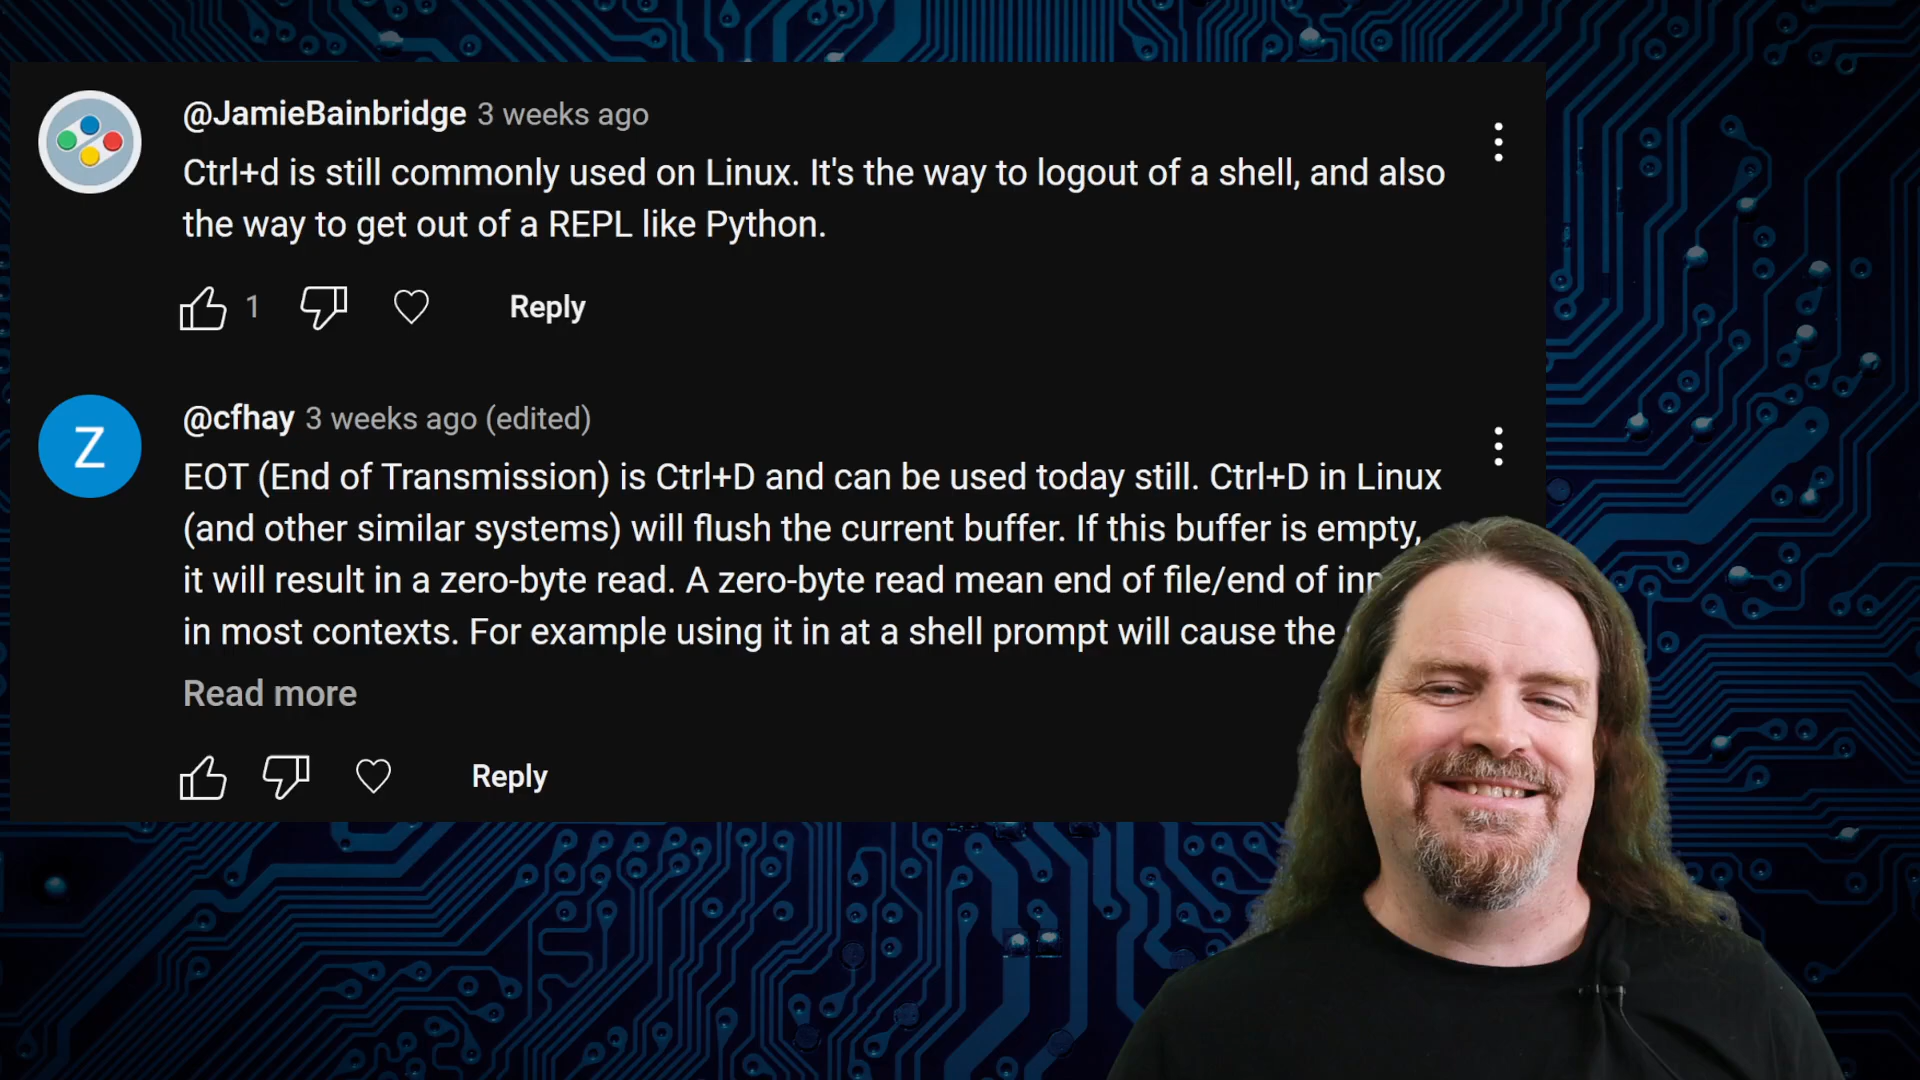 @JamieBainbridge 3 weeks ago
Ctrl+d is still commonly used on Linux. It's the way to logout of a shell, and also
the way to get out of a REPL like Python.
1 Reply
Z
@cfhay 3 weeks ago (edited)
EOT (End of Transmission) is Ctrl+D and can be used today still. Ctrl+D in Linux
(and other similar systems) will flush the current buffer. If this buffer is empty,
it will result in a zero-byte read. A zero-byte read mean end of file/end of
in most contexts. For example using it in at a shell prompt will cause the
Read more
Reply